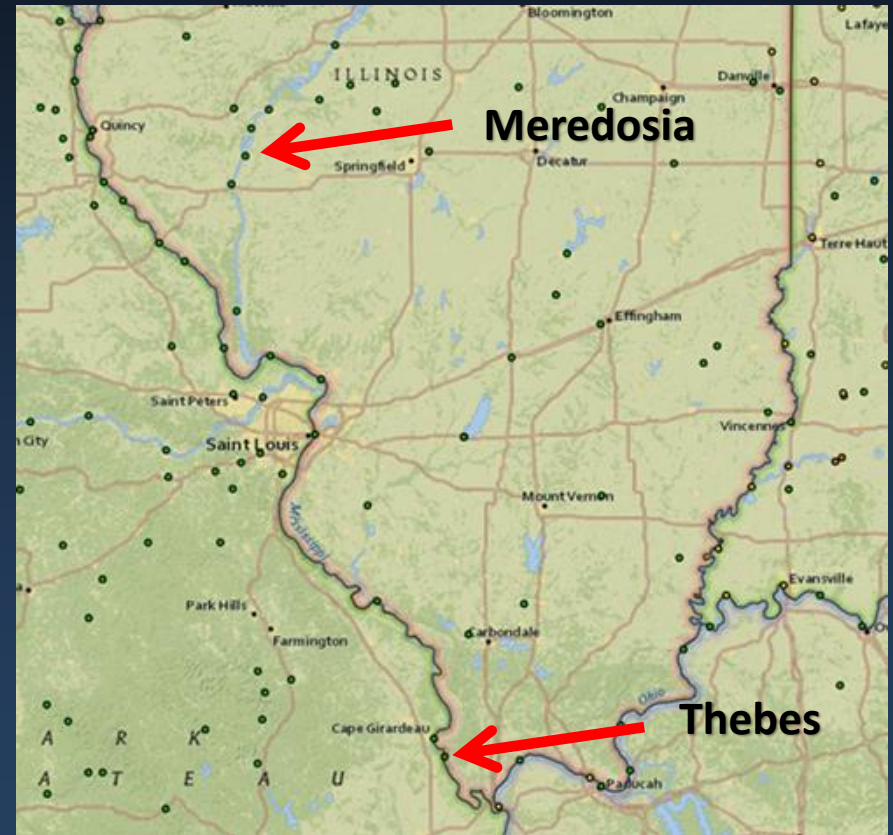 Bloomington
Lafaye
ILLINOIS
Danville
Champaign
Meredosia
Quincy
Springfield
Decatur
Terre Haut
Effingham
Saint Peters
Vincennes
n City
Saint Louis
Mount Vernon
Mississippi
Evansville
Park Hills
Farmington
Carbondale
Ohio
Thebes
Cape Girardeau
A R K
A T E A U
Paducah